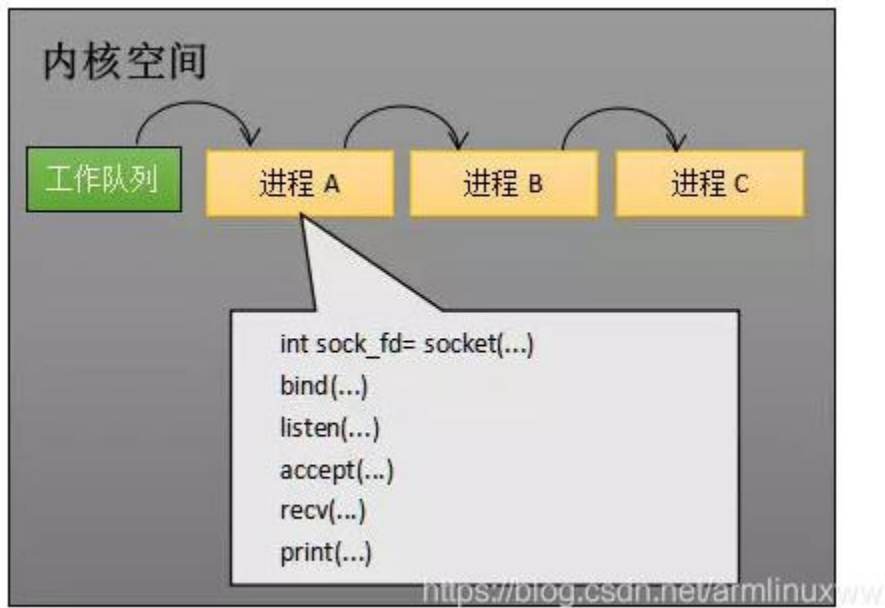 内核空间
工作队列
进程 A
进程 B
进程 C
int sock_fd= socket(...)
bind(...)
listen(...)
accept(...)
recv(...)
print(...)
https://blog.csdn.net/armlinuxww